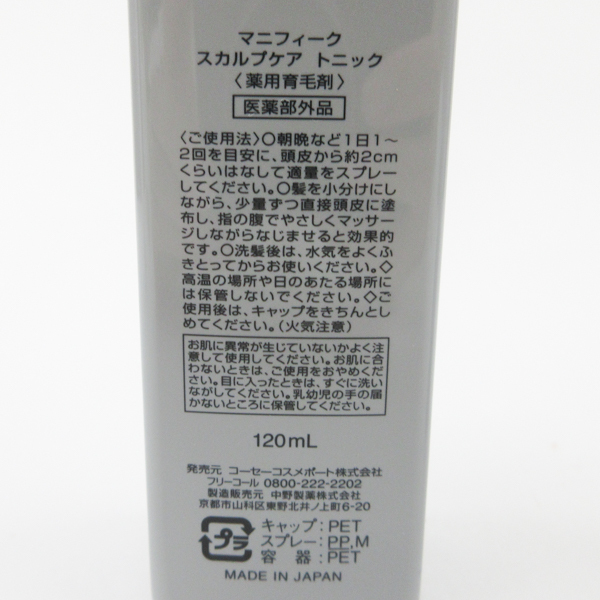 マニフィーク
スカルプケア トニック
〈薬用育毛剤〉
医薬部外品
〈ご使用法〉〇朝晩など1日1〜
2回を目安に、頭皮から約2cm
くらいはなして適量をスプレー
してください。〇髪を小分けにし
ながら、少量ずつ直接頭皮に塗
布し、指の腹でやさしくマッサー
ジしながらなじませると効果的
です。〇洗髪後は、水気をよくふ
きとってからお使いください。◇
高温の場所や日のあたる場所に
は保管しないでください。◇ご
使用後は、キャップをきちんとし
めてください。(火気注意)
お肌に異常が生じていないかよく注
意して使用してください。お肌に合
わないときは、ご使用をおやめくだ
さい。目に入ったときは、すぐに洗い
ながしてください。乳幼児の手の届
かないところに保管してください。
120mL
発売元 コーセーコスメポート株式会社
フリーコール 0800-222-2202
製造販売元 中野製薬株式会社
京都市山科区東野北井ノ上町6-20
プラ
キャップ:PET
スプレー:PP,M
容器:PET
MADE IN JAPAN